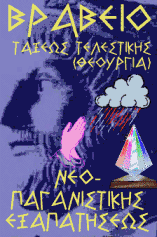 ΒΡΑΒΕΙΟ
ΤΑΞΕΩΣ ΤΕΛΕΣΤΙΚΗΣ
(ΘΕΟΥΡΓΙΑ)
ΝΕΟ-
ΠΑΓΑΝΙΣΤΙΚΗΣ
ΕΞΑΠΑΤΗΣΕΩΣ